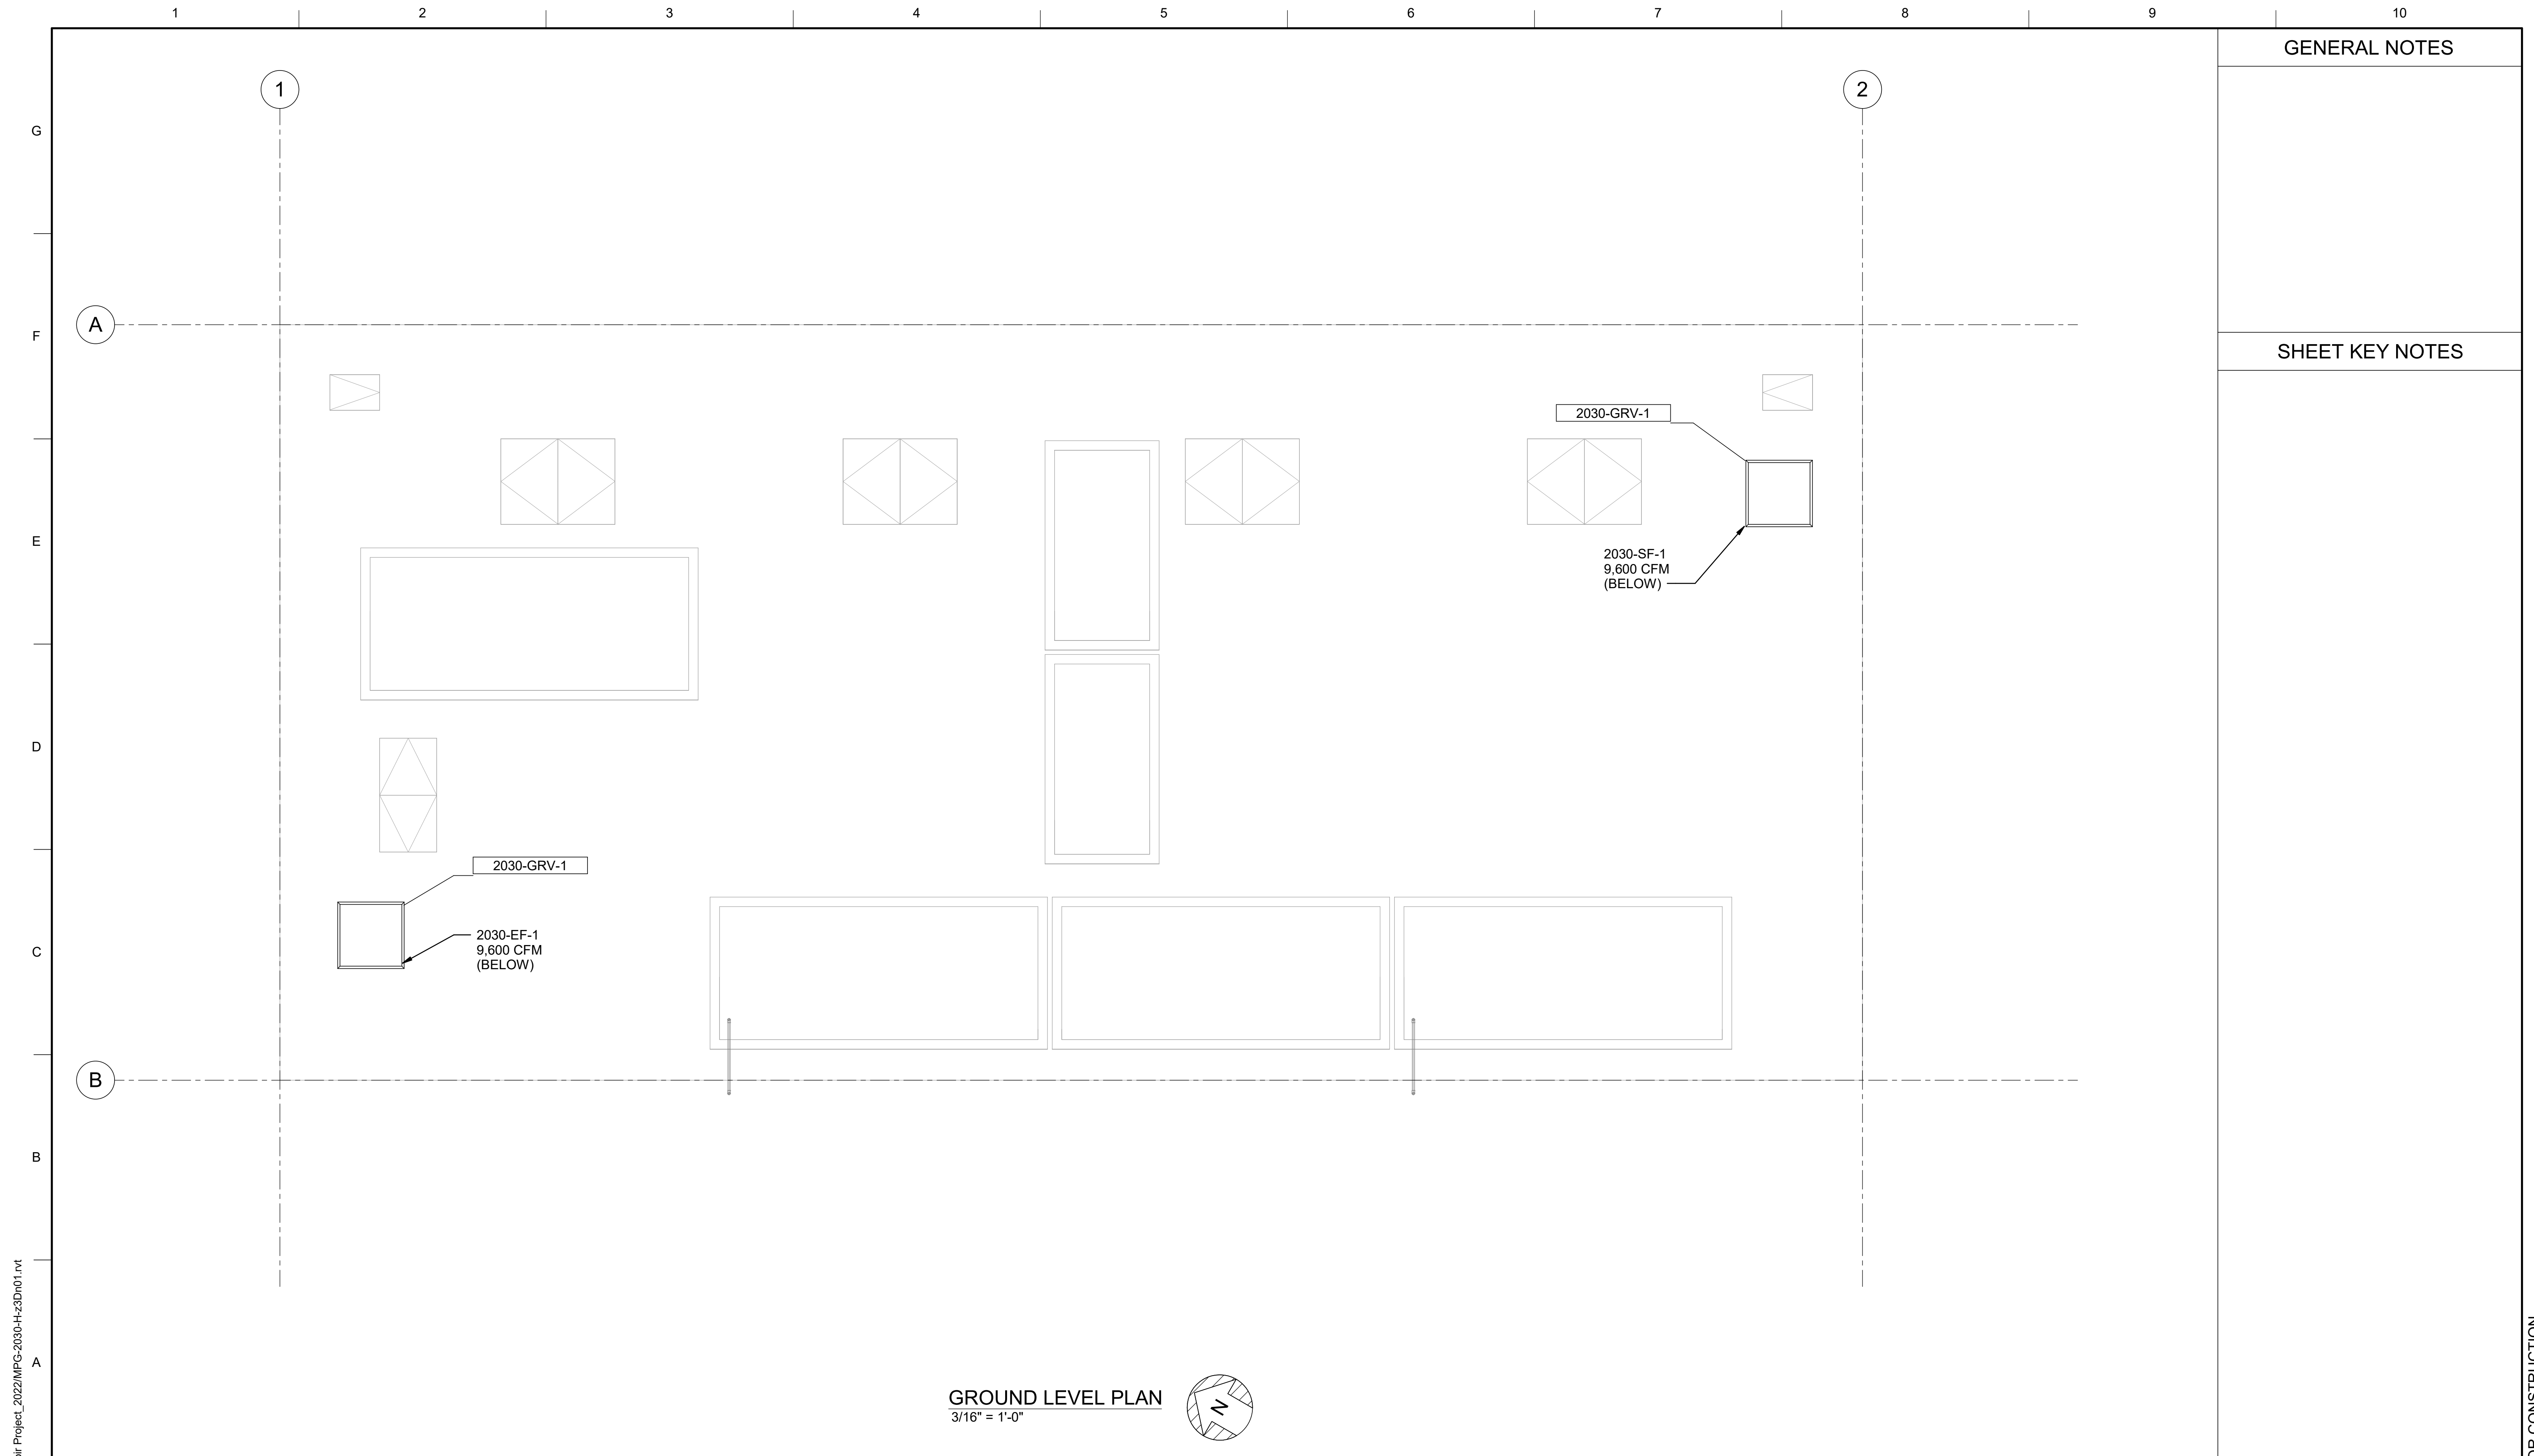 1 2 3 4 5 6 7 8 9 10
GENERAL NOTES
1
2
G
A
F
SHEET KEY NOTES
2030-GRV-1
E
2030-SF-1
9,600 CFM
(BELOW)
D
2030-GRV-1
2030-EF-1
9,600 CFM
(BELOW)
C
B
B
A
GROUND LEVEL PLAN
3/16" = 1'-0"
N
Project_2022/MPG-2030-H-z3Dn01.rvt
CONSTRUCTION